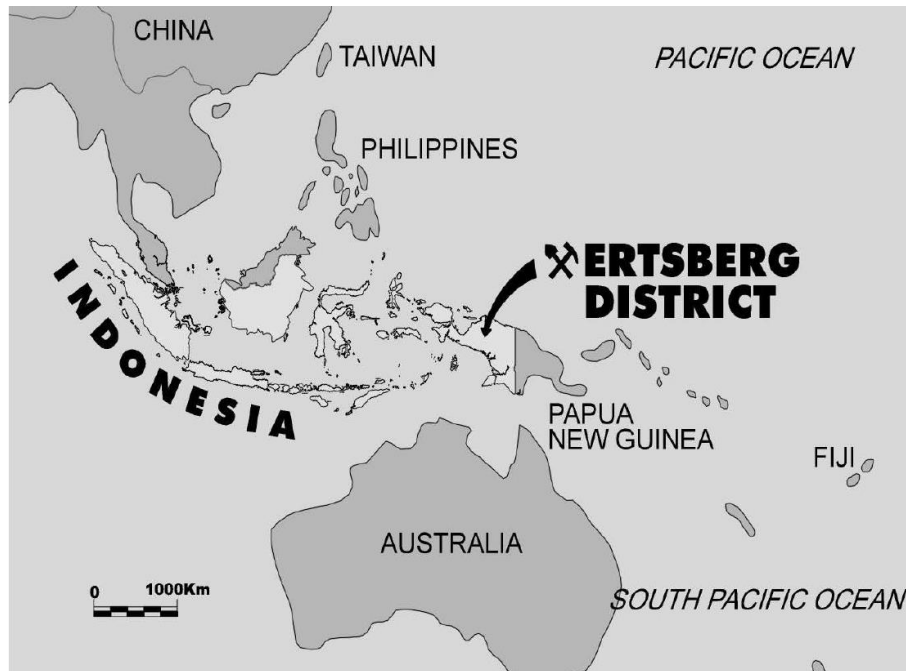 CHINA
TAIWAN
PACIFIC OCEAN
PHILIPPINES
ERTSBERG
DISTRICT
INDONESIA
PAPUA
NEW GUINEA
FIJI
AUSTRALIA
0 1000Km
SOUTH PACIFIC OCEAN